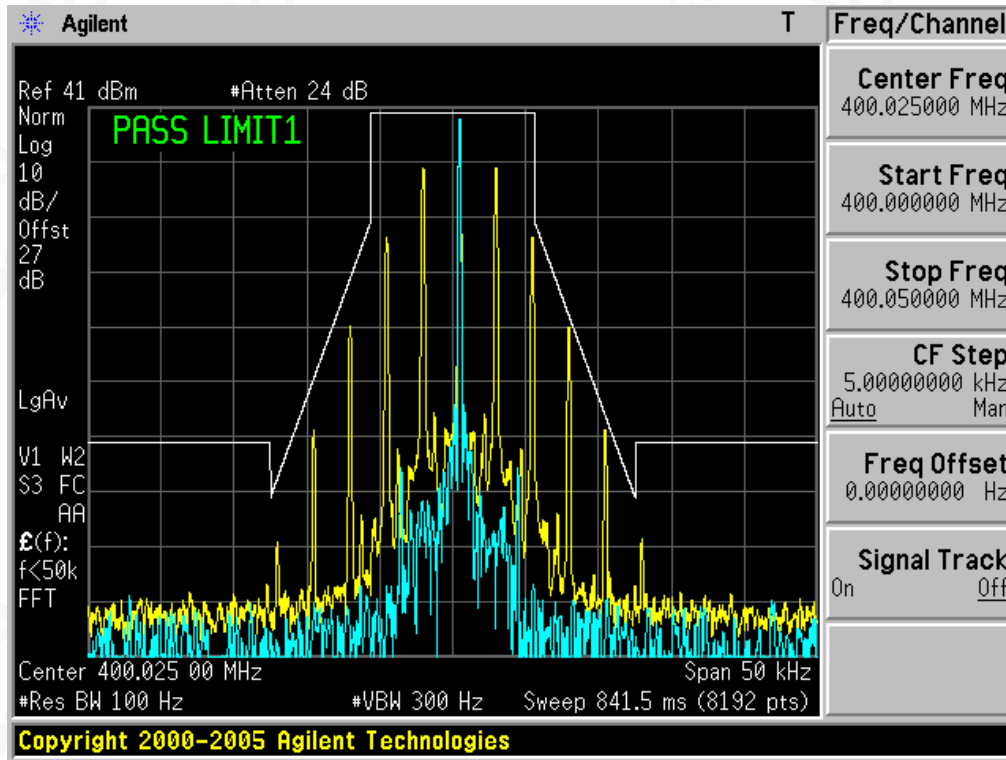 Agilent T
Ref 41 dBm #Atten 24 dB
Norm
Log
10
dB/
Offst
27
dB
LgAv
V1 W2
S3 FC
AA
£(f):
f<50k
FFT
PASS LIMIT1
Center 400.025 00 MHz Span 50 kHz
#Res BW 100 Hz #VBW 300 Hz Sweep 841.5 ms (8192 pts)
Copyright 2000-2005 Agilent Technologies
Freq/Channel
Center Freq
400.025000 MHz
Start Freq
400.000000 MHz
Stop Freq
400.050000 MHz
CF Step
5.00000000 kHz
Auto Man
Freq Offset
0.00000000 Hz
Signal Track
On Off